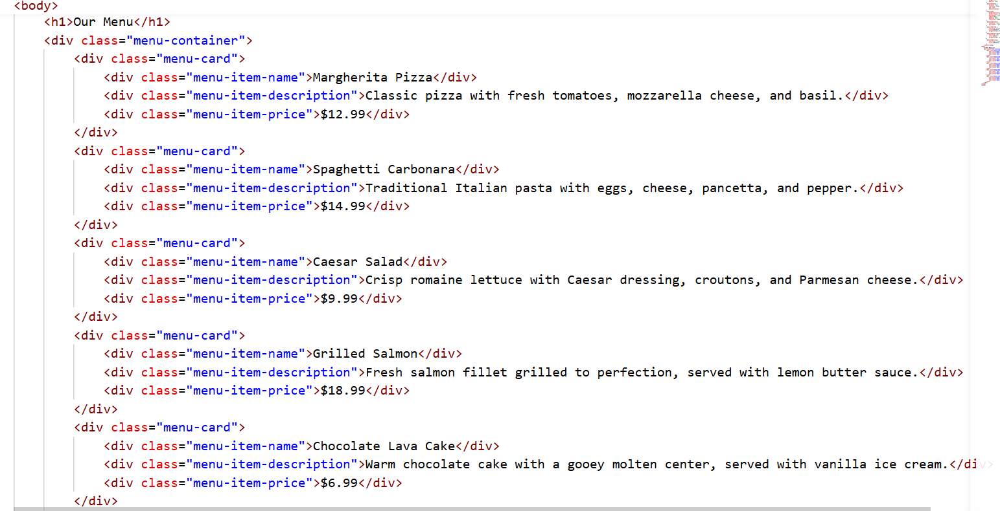 <body>
<h1>Our Menu</h1>
<div class="menu-container">
<div class="menu-card">
<div class="menu-item-name">Margherita Pizza</div>
<div class="menu-item-description">Classic pizza with fresh tomatoes, mozzarella cheese, and basil.</div>
<div class="menu-item-price">$12.99</div>
</div>
<div class="menu-card">
<div class="menu-item-name">Spaghetti Carbonara</div>
<div class="menu-item-description">Traditional Italian pasta with eggs, cheese, pancetta, and pepper.</div>
<div class="menu-item-price">$14.99</div>
</div>
<div class="menu-card">
<div class="menu-item-name">Caesar Salad</div>
<div class="menu-item-description">Crisp romaine lettuce with Caesar dressing, croutons, and Parmesan cheese.</div>
<div class="menu-item-price">$9.99</div>
</div>
<div class="menu-card">
<div class="menu-item-name">Grilled Salmon</div>
<div class="menu-item-description">Fresh salmon fillet grilled to perfection, served with lemon butter sauce.</div>
<div class="menu-item-price">$18.99</div>
</div>
<div class="menu-card">
<div class="menu-item-name">Chocolate Lava Cake</div>
<div class="menu-item-description">Warm chocolate cake with a gooey molten center, served with vanilla ice cream.</div>
<div class="menu-item-price">$6.99</div>
</div>